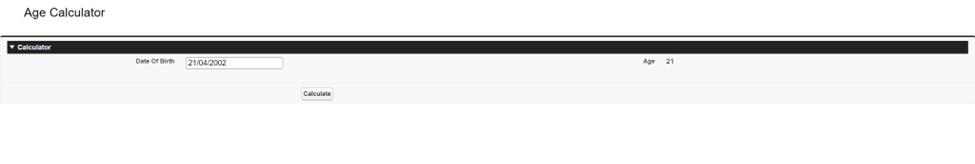 Age Calculator
▼ Calculator
Date Of Birth 21/04/2002 Age 21
Calculate